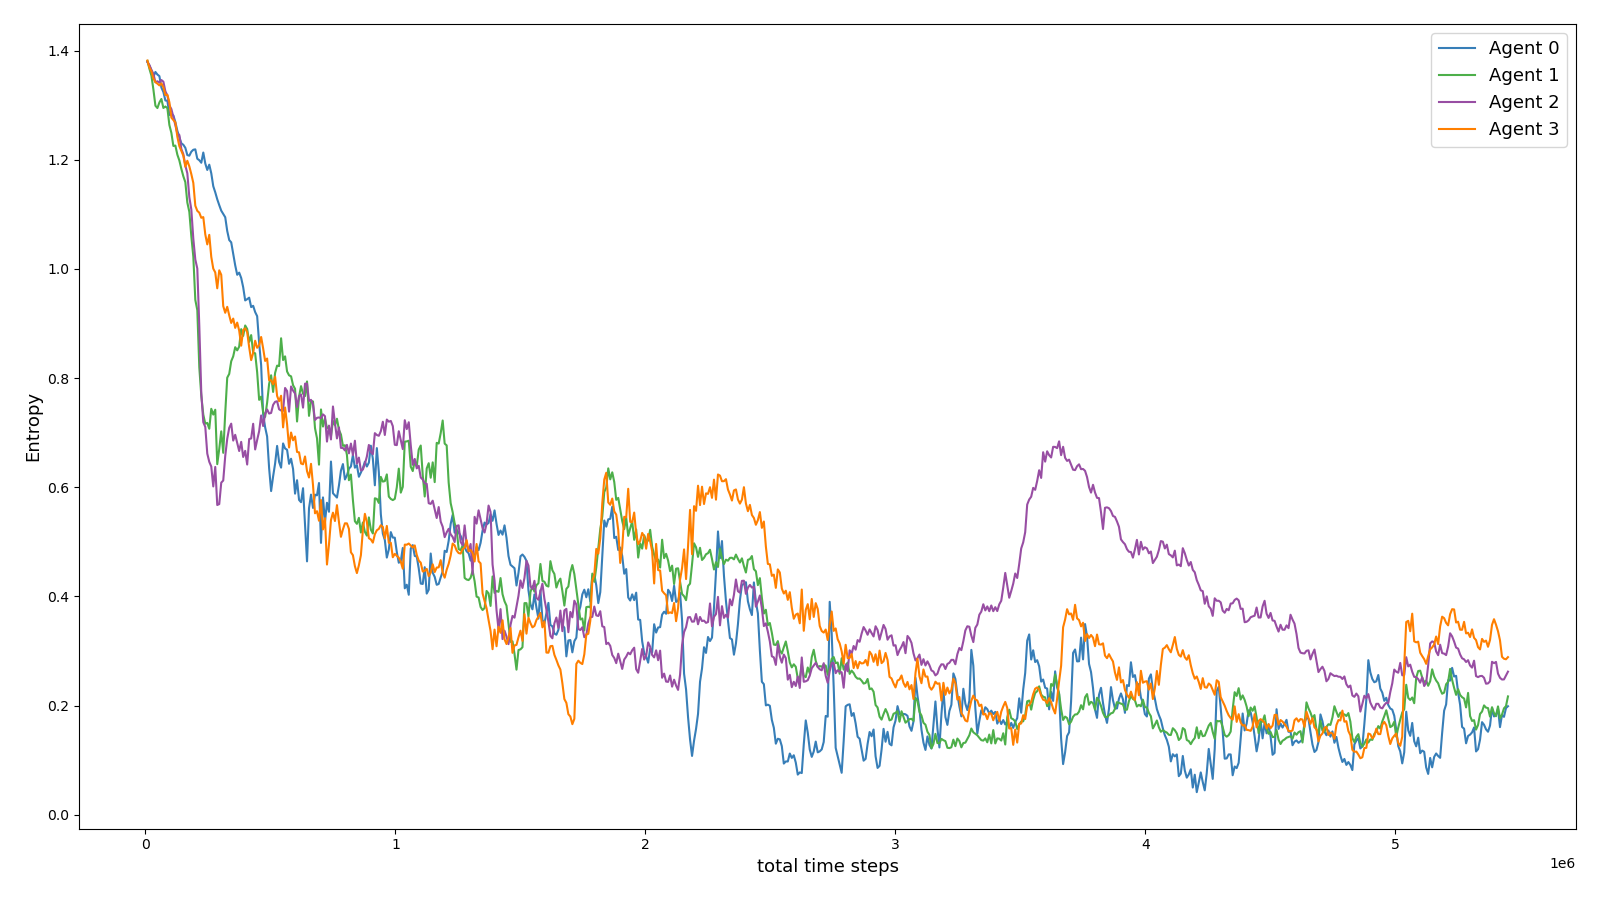 Agent 0
Agent 1
Agent 2
Agent 3
Entropy
1.4
1.2
1.0
0.8
0.6
0.4
0.2
0.0
0 1 2 3 4 5
1e6
total time steps